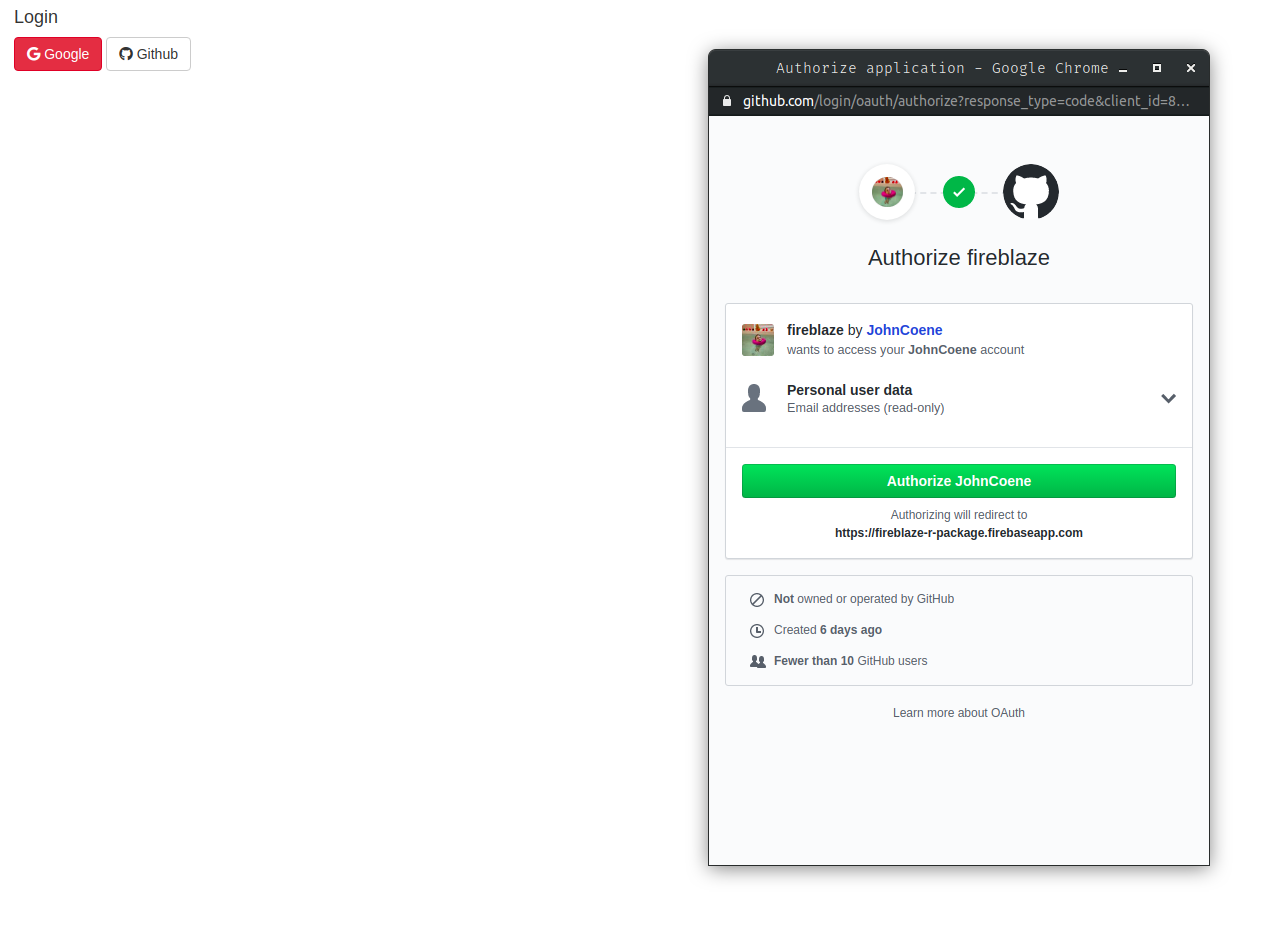 Login
Google Github
Authorize application – Google Chrome
github.com/login/oauth/authorize?response_type=code&client_id=8…
Authorize fireblaze
fireblaze by JohnCoene
wants to access your JohnCoene account
Personal user data
Email addresses (read-only)
Authorize JohnCoene
Authorizing will redirect to
https://fireblaze-r-package.firebaseapp.com
Not owned or operated by GitHub
Created 6 days ago
Fewer than 10 GitHub users
Learn more about OAuth